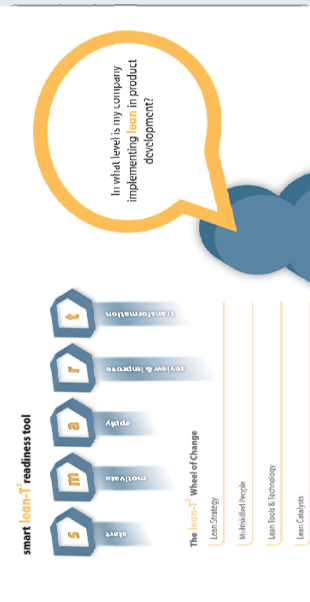 smart lean-T² readiness tool
s m a r t
start
motivate
apply
review & improve
transformation
In what level is my company
implementing lean in product
development?
The lean-T² Wheel of Change
Lean Strategy
Multiskilled People
Lean Tools & Technology
Lean Catalysts